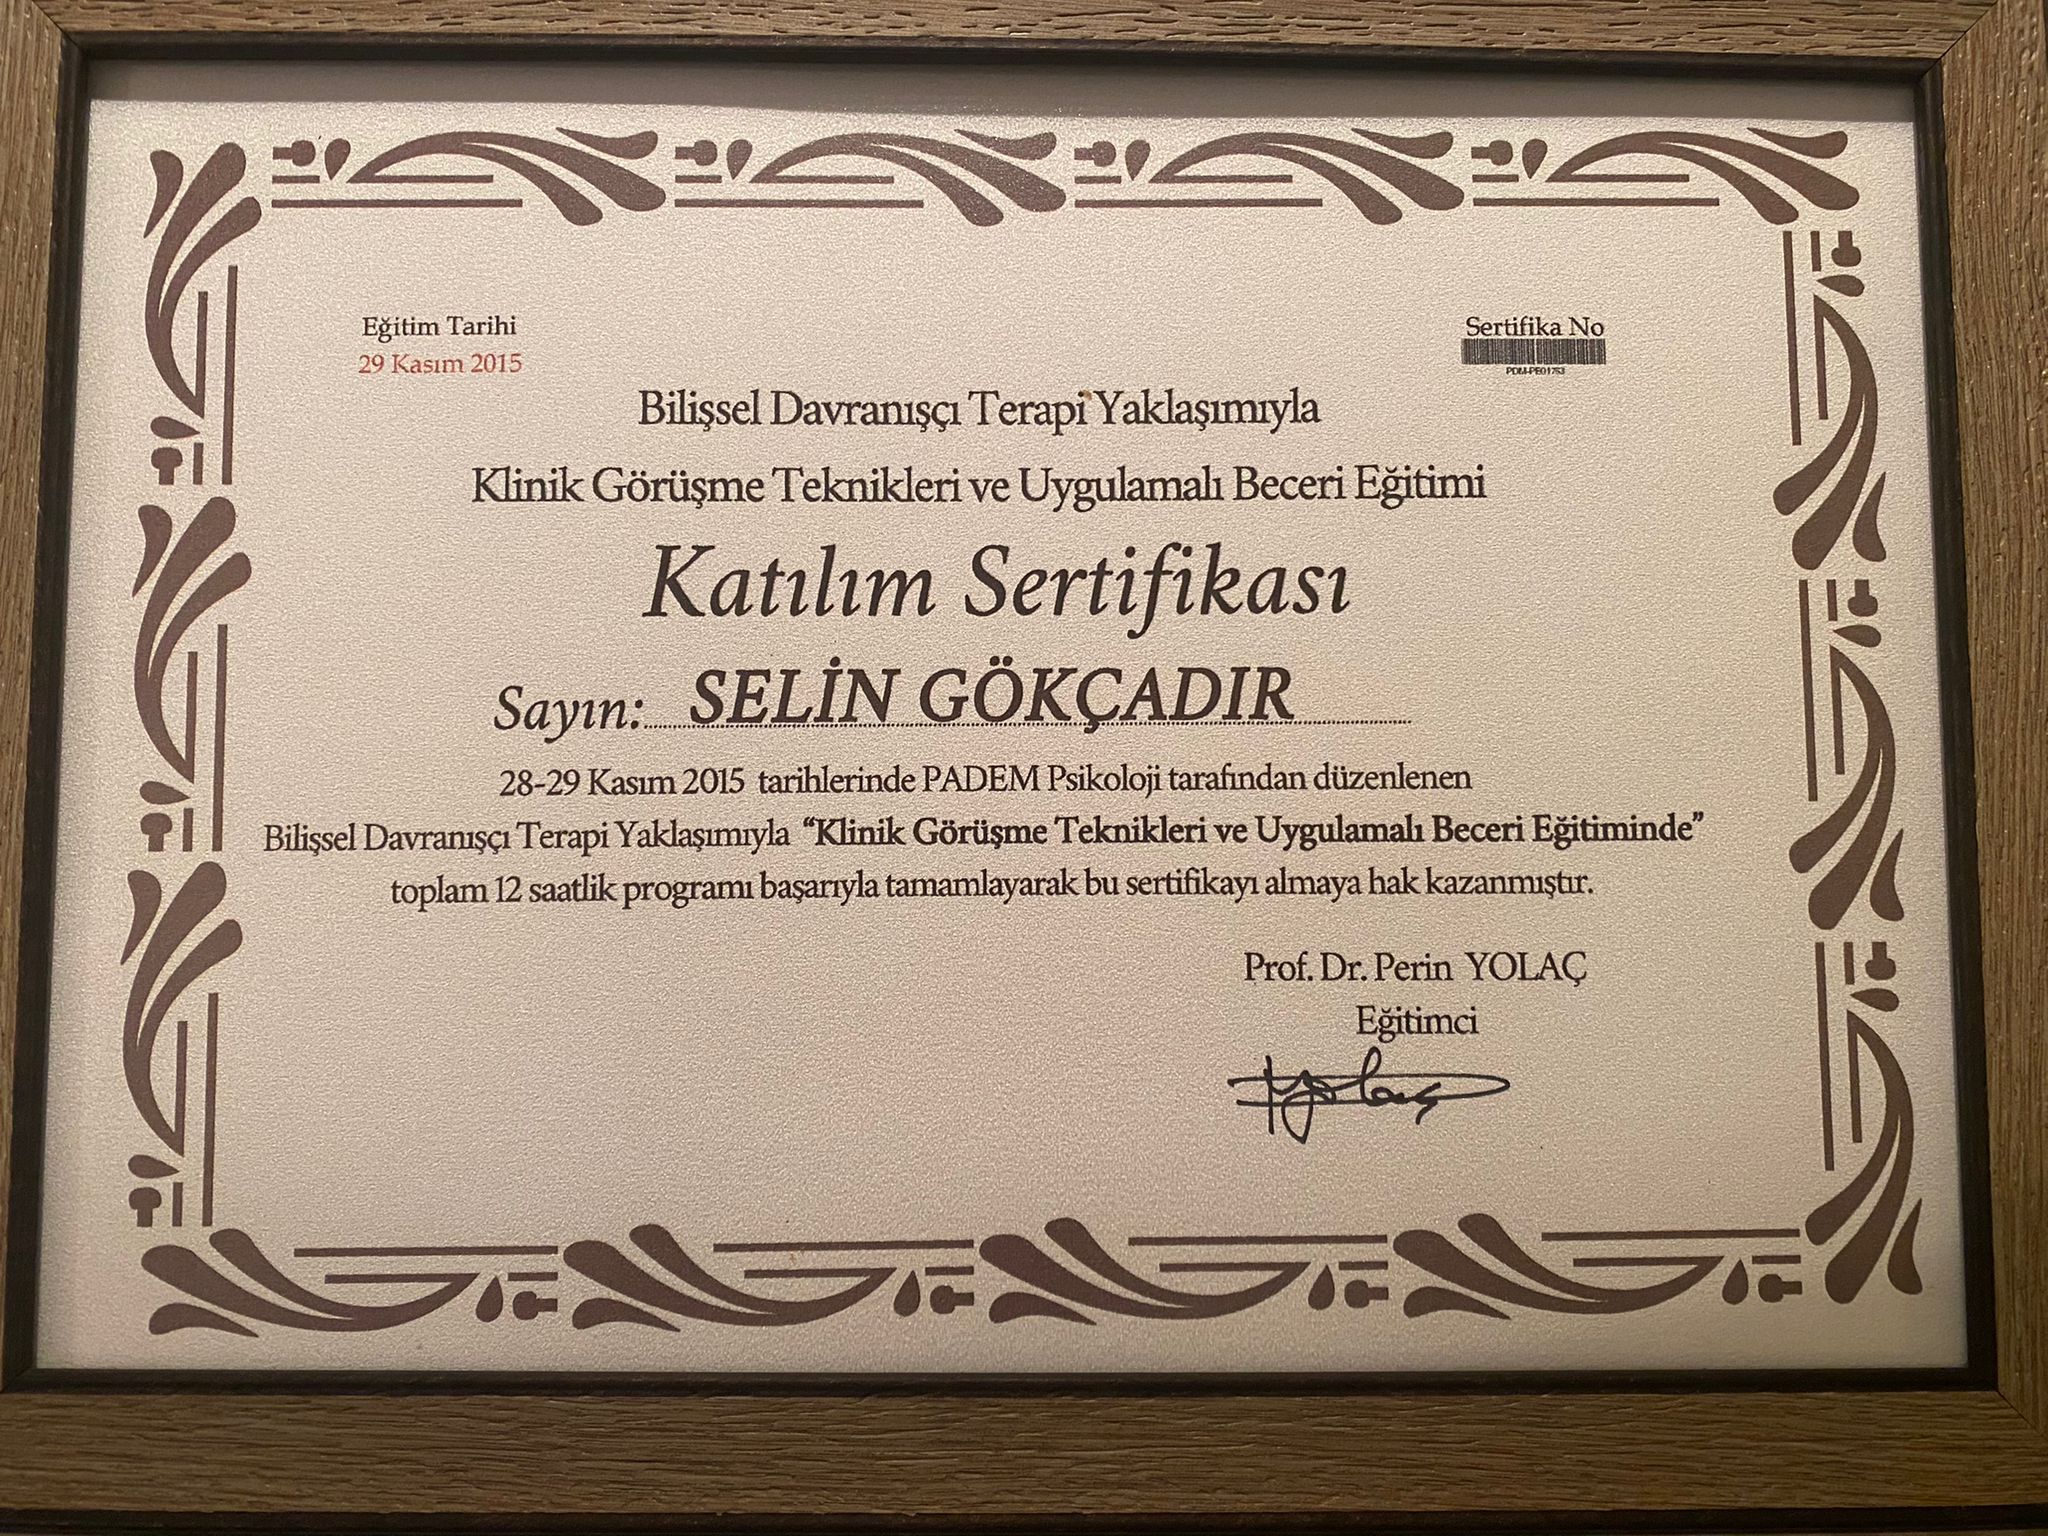 Eğitim Tarihi
29 Kasım 2015
Sertifika No
PDM-PE01753
Bilişsel Davranışçı Terapi Yaklaşımıyla
Klinik Görüşme Teknikleri ve Uygulamalı Beceri Eğitimi
Katılım Sertifikası
Sayın: SELİN GÖKÇADIR
28-29 Kasım 2015 tarihlerinde PADEM Psikoloji tarafından düzenlenen
Bilişsel Davranışçı Terapi Yaklaşımıyla “Klinik Görüşme Teknikleri ve Uygulamalı Beceri Eğitiminde”
toplam 12 saatlik programı başarıyla tamamlayarak bu sertifikayı almaya hak kazanmıştır.
Prof. Dr. Perin YOLAÇ
Eğitimci